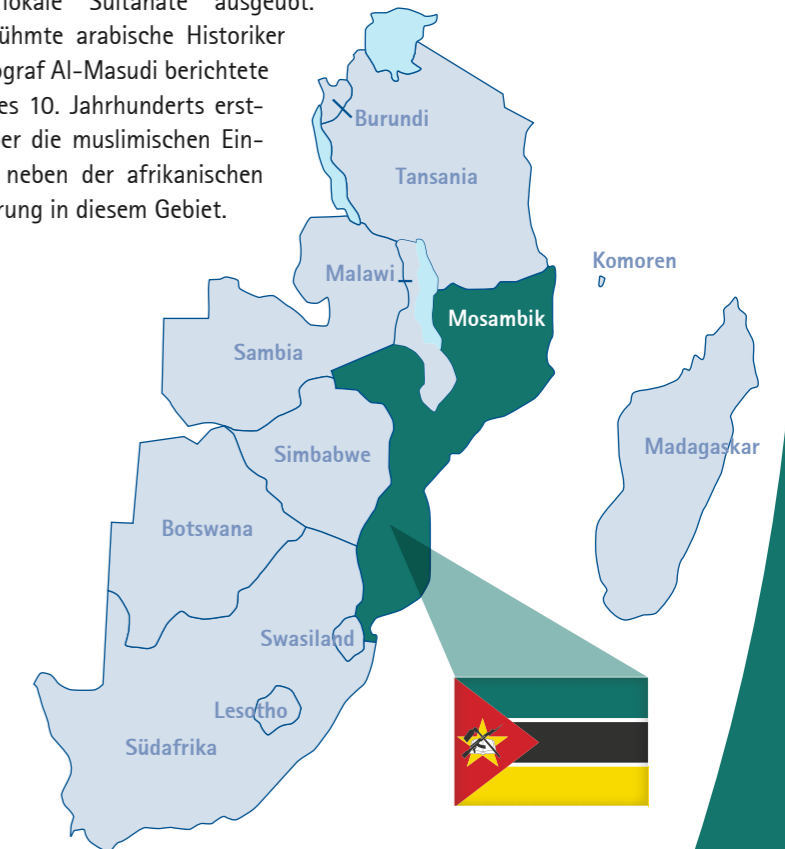 lokale Sultanate ausgeübt.
ühmte arabische Historiker
ograf Al-Masudi berichtete
es 10. Jahrhunderts erst-
er die muslimischen Ein-
neben der afrikanischen
rung in diesem Gebiet.
Burundi
Tansania
Komoren
Malawi
Mosambik
Sambia
Madagaskar
Simbabwe
Botswana
Swasiland
Lesotho
Südafrika